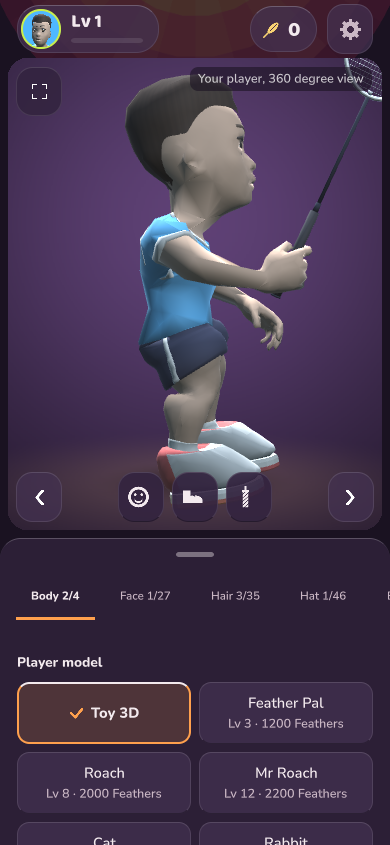 Lv 1
0
Your player, 360 degree view
Body 2/4
Face 1/27
Hair 3/35
Hat 1/46
Player model
Toy 3D
Feather Pal
Lv 3 · 1200 Feathers
Roach
Lv 8 · 2000 Feathers
Mr Roach
Lv 12 · 2200 Feathers
Cat
Rabbit